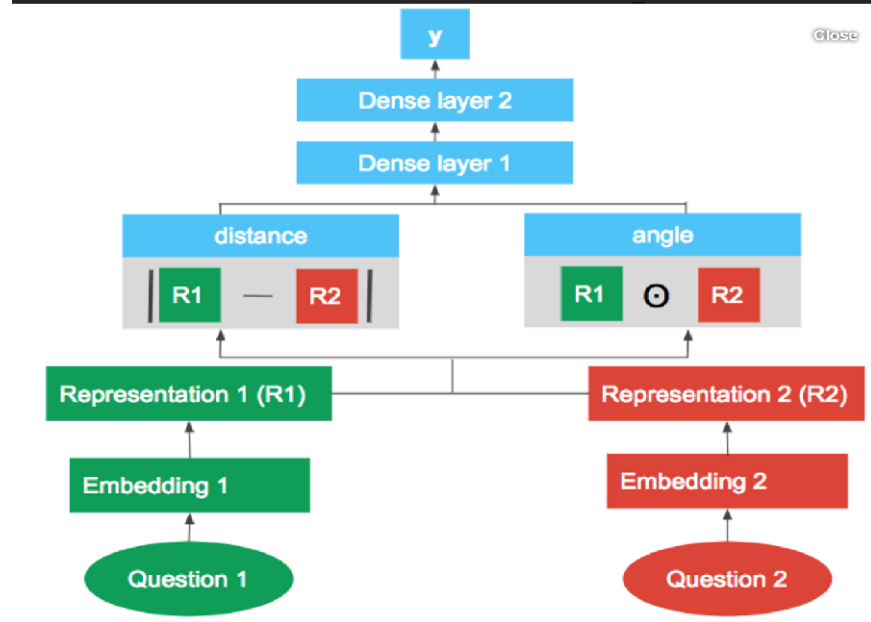 Close
y
Dense layer 2
Dense layer 1
distance
angle
| R1 — R2 |
R1 ⊙ R2
Representation 1 (R1)
Representation 2 (R2)
Embedding 1
Embedding 2
Question 1
Question 2